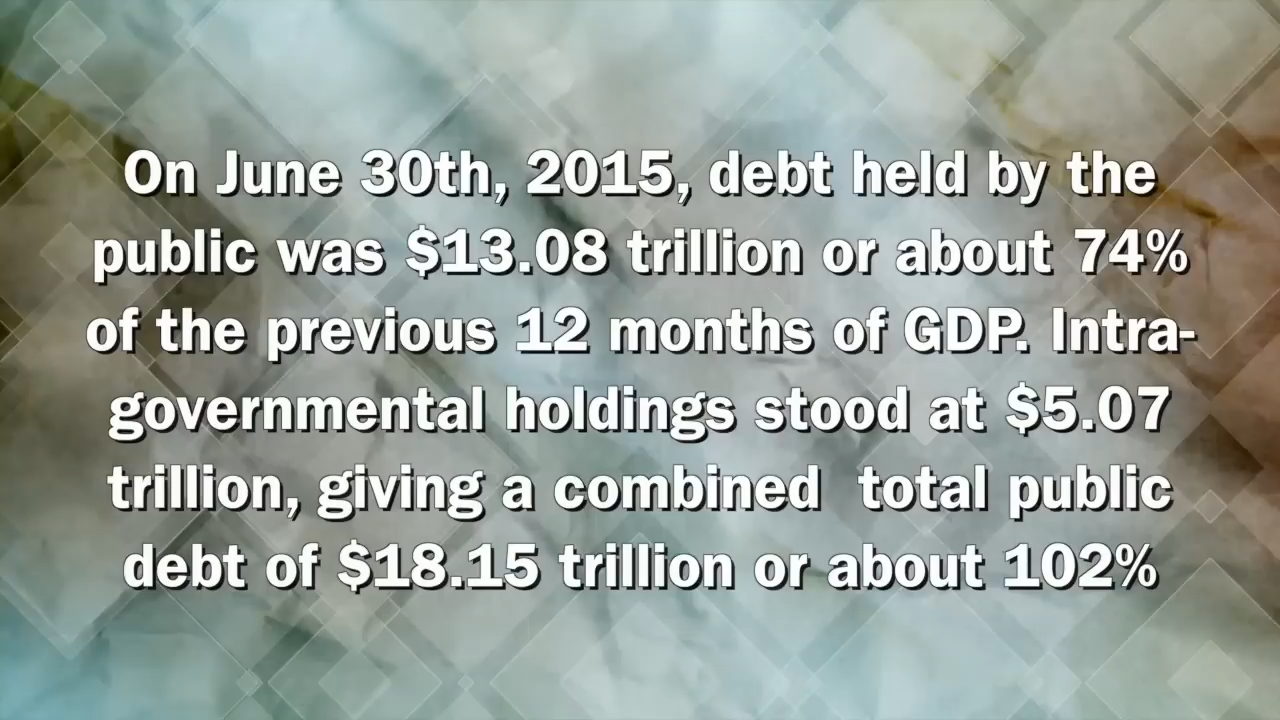 On June 30th, 2015, debt held by the
public was $13.08 trillion or about 74%
of the previous 12 months of GDP. Intra-
governmental holdings stood at $5.07
trillion, giving a combined  total public
debt of $18.15 trillion or about 102%